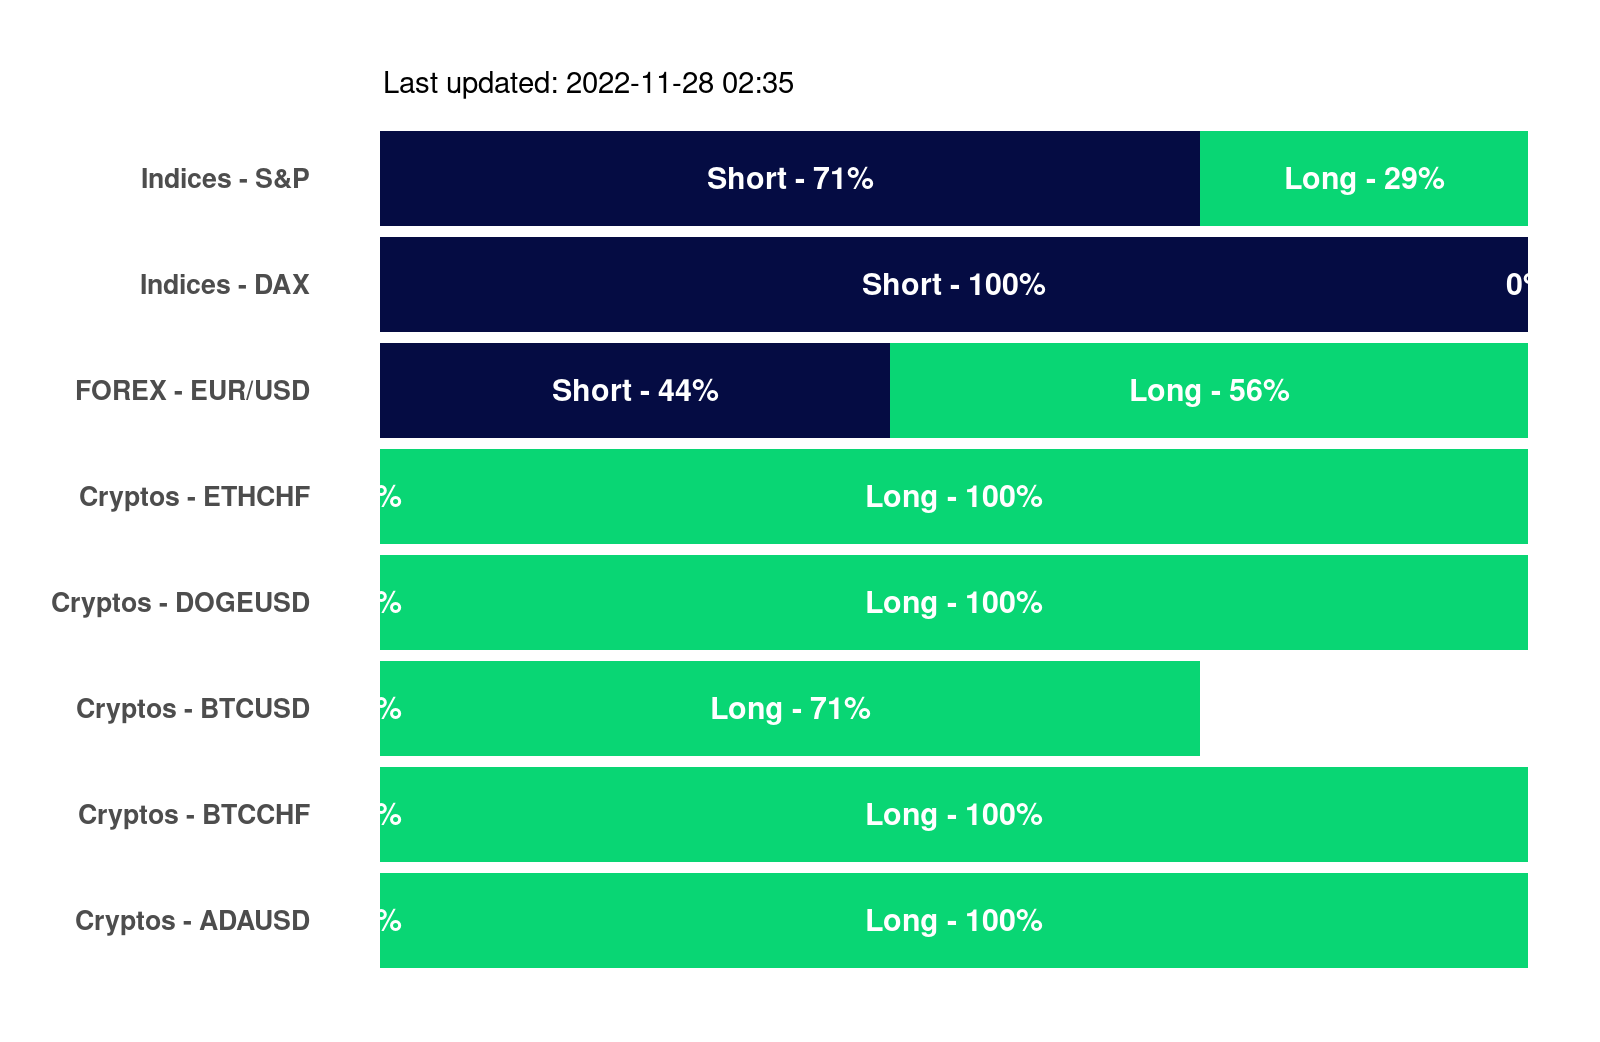 Last updated: 2022-11-28 02:35
Indices - S&P Short - 71% Long - 29%
Indices - DAX Short - 100% 0%
FOREX - EUR/USD Short - 44% Long - 56%
Cryptos - ETHCHF % Long - 100%
Cryptos - DOGEUSD % Long - 100%
Cryptos - BTCUSD % Long - 71%
Cryptos - BTCCHF % Long - 100%
Cryptos - ADAUSD % Long - 100%